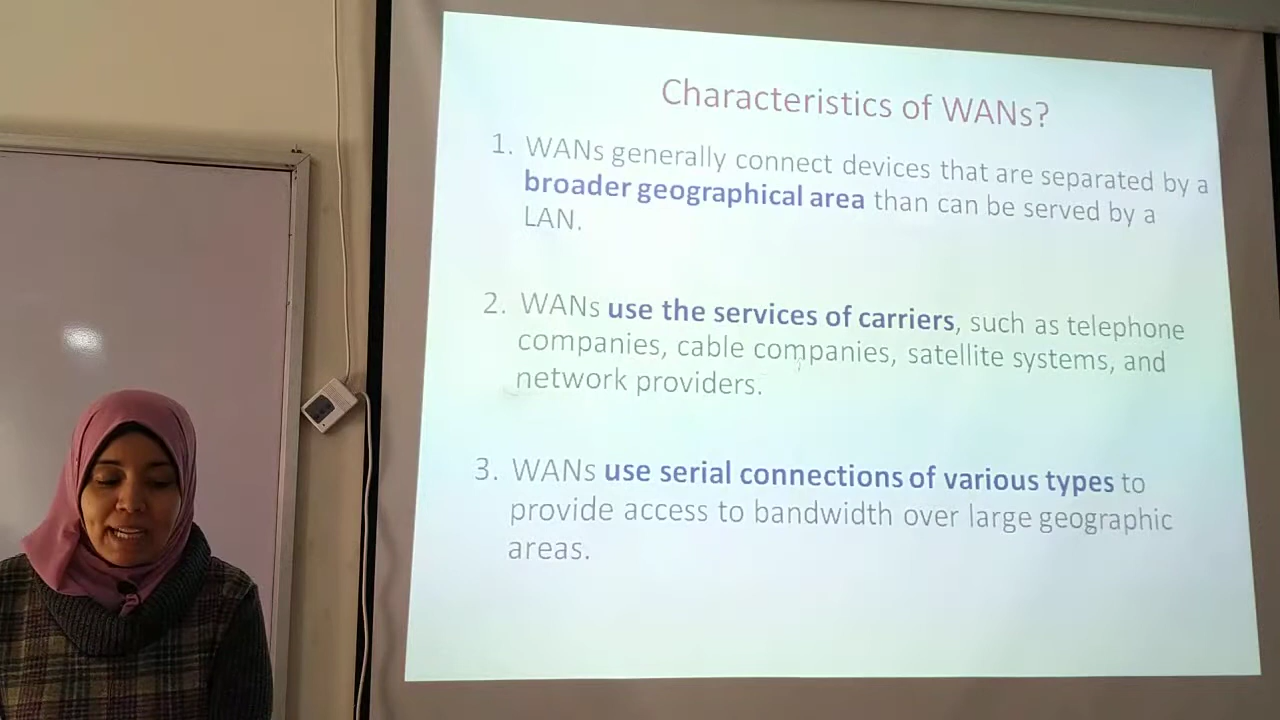 Characteristics of WANs?
1. WANs generally connect devices that are separated by a
broader geographical area than can be served by a
LAN.
2. WANs use the services of carriers, such as telephone
companies, cable companies, satellite systems, and
network providers.
3. WANs use serial connections of various types to
provide access to bandwidth over large geographic
areas.